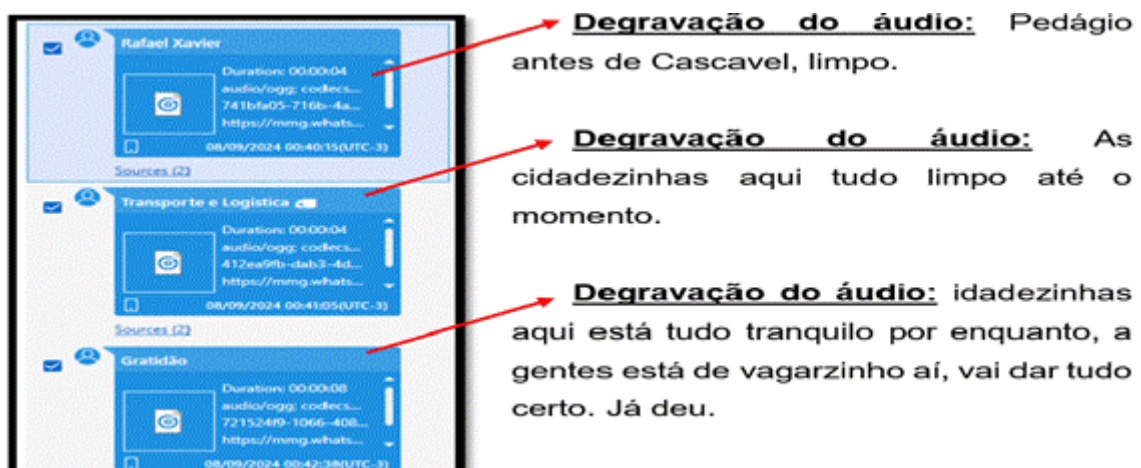 Rafael Xavier
Duration: 00:00:04
audio/ogg; codecs...
741bfa05-716b-4a...
https://mmg.whats...
08/09/2024 00:40:15(UTC-3)
Sources (2)
Transporte e Logística
Duration: 00:00:04
audio/ogg; codecs...
412ea9fb-dab3-4d...
https://mmg.whats...
08/09/2024 00:41:05(UTC-3)
Sources (2)
Gratidão
Duration: 00:00:08
audio/ogg; codecs...
721524f9-1066-408...
https://mmg.whats...
08/09/2024 00:42:38(UTC-3)
Degravação do áudio: Pedágio
antes de Cascavel, limpo.
Degravação do áudio: As
cidadezinhas aqui tudo limpo até o
momento.
Degravação do áudio: idadezinhas
aqui está tudo tranquilo por enquanto, a
gentes está de vagarzinho aí, vai dar tudo
certo. Já deu.